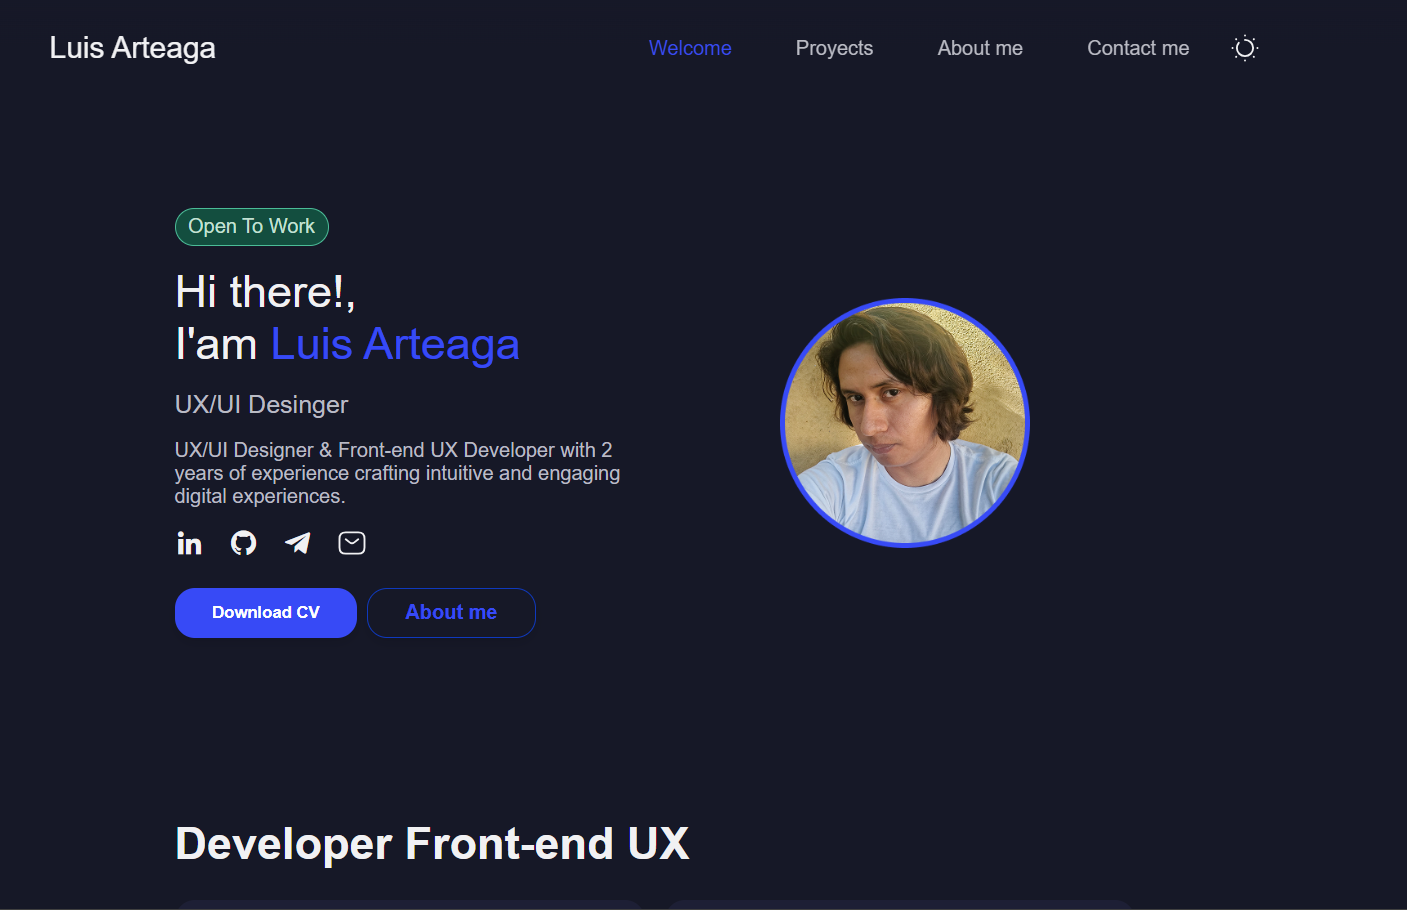 Luis Arteaga
Welcome
Proyects
About me
Contact me
Open To Work
Hi there!,
I'am Luis Arteaga
UX/UI Desinger
UX/UI Designer & Front-end UX Developer with 2
years of experience crafting intuitive and engaging
digital experiences.
in
Download CV
About me
Developer Front-end UX